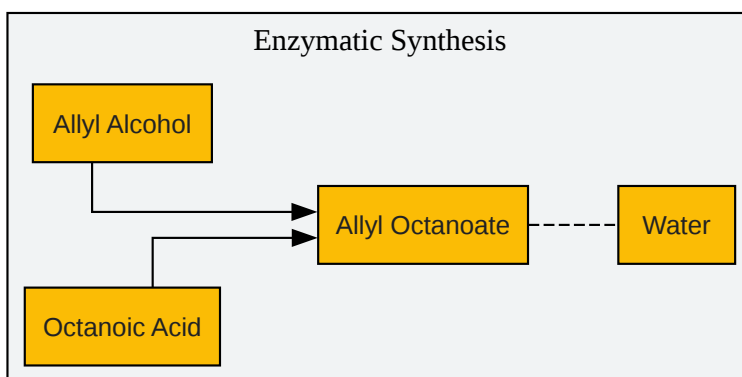 Enzymatic Synthesis
Allyl Alcohol
Allyl Octanoate
Water
Octanoic Acid